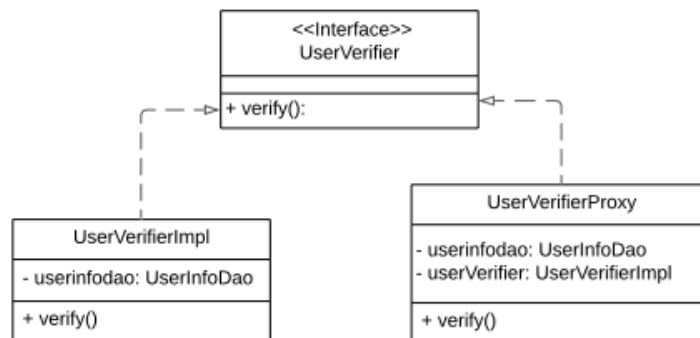 <<Interface>>
UserVerifier
+ verify():
UserVerifierImpl
- userinfodao: UserInfoDao
+ verify()
UserVerifierProxy
- userinfodao: UserInfoDao
- userVerifier: UserVerifierImpl
+ verify()